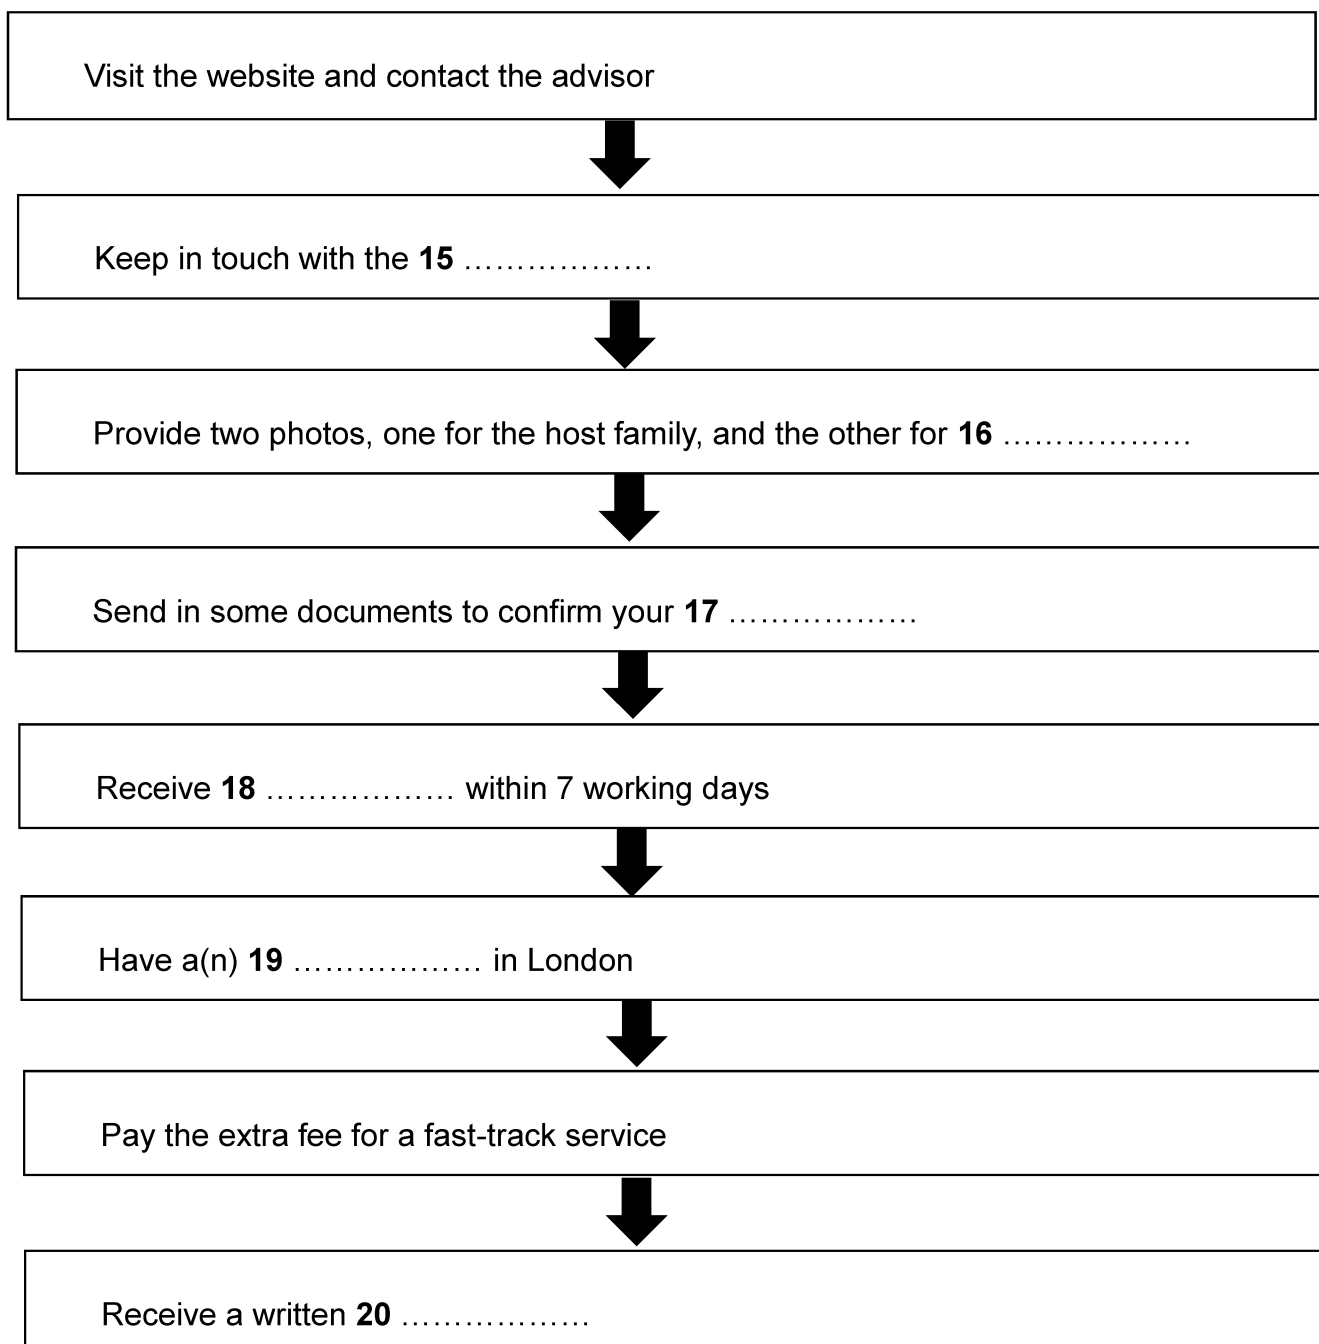 Visit the website and contact the advisor
Keep in touch with the 15 ………………
Provide two photos, one for the host family, and the other for 16 ………………
Send in some documents to confirm your 17 ………………
Receive 18 ……………… within 7 working days
Have a(n) 19 ……………… in London
Pay the extra fee for a fast-track service
Receive a written 20 ………………